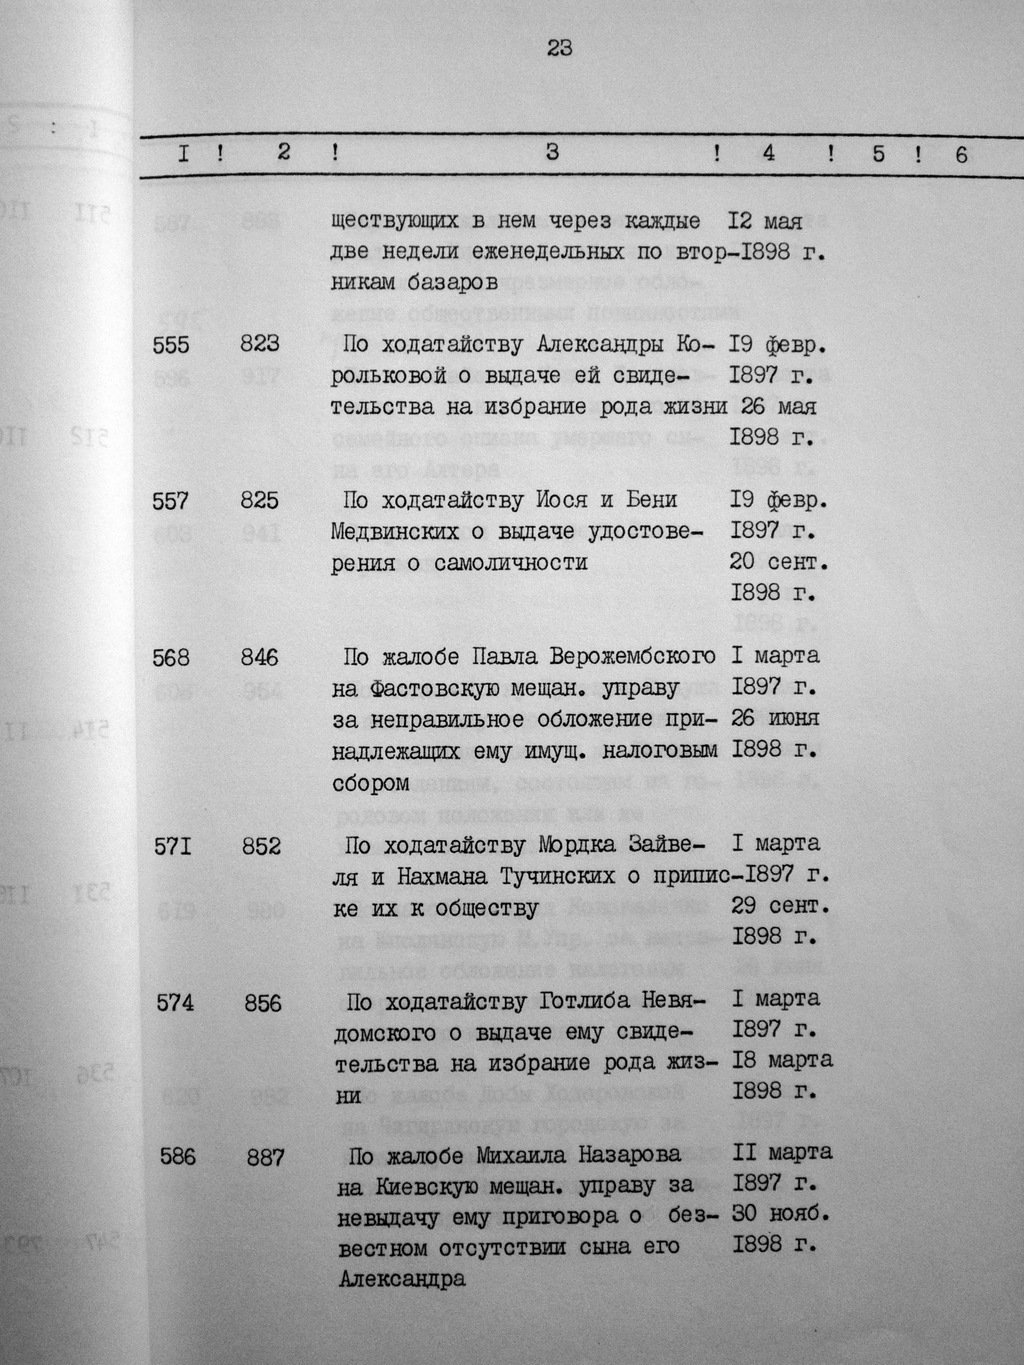 23
I ! 2 ! 3 ! 4 ! 5 ! 6
ществующих в нем через каждые 12 мая
две недели еженедельных по втор-1898 г.
никам базаров
555 823 По ходатайству Александры Ко- 19 февр.
рольковой о выдаче ей свиде- 1897 г.
тельства на избрание рода жизни 26 мая
1898 г.
557 825 По ходатайству Иося и Бени 19 февр.
Медвинских о выдаче удостове- 1897 г.
рения о самоличности 20 сент.
1898 г.
568 846 По жалобе Павла Верожембского I марта
на Фастовскую мещан. управу 1897 г.
за неправильное обложение при- 26 июня
надлежащих ему имущ. налоговым 1898 г.
сбором
571 852 По ходатайству Мордка Зайве- I марта
ля и Нахмана Тучинских о припис-1897 г.
ке их к обществу 29 сент.
1898 г.
574 856 По ходатайству Готлиба Невя- I марта
домского о выдаче ему свиде- 1897 г.
тельства на избрание рода жиз- 18 марта
ни 1898 г.
586 887 По жалобе Михаила Назарова II марта
на Киевскую мещан. управу за 1897 г.
невыдачу ему приговора о без- 30 нояб.
вестном отсутствии сына его 1898 г.
Александра